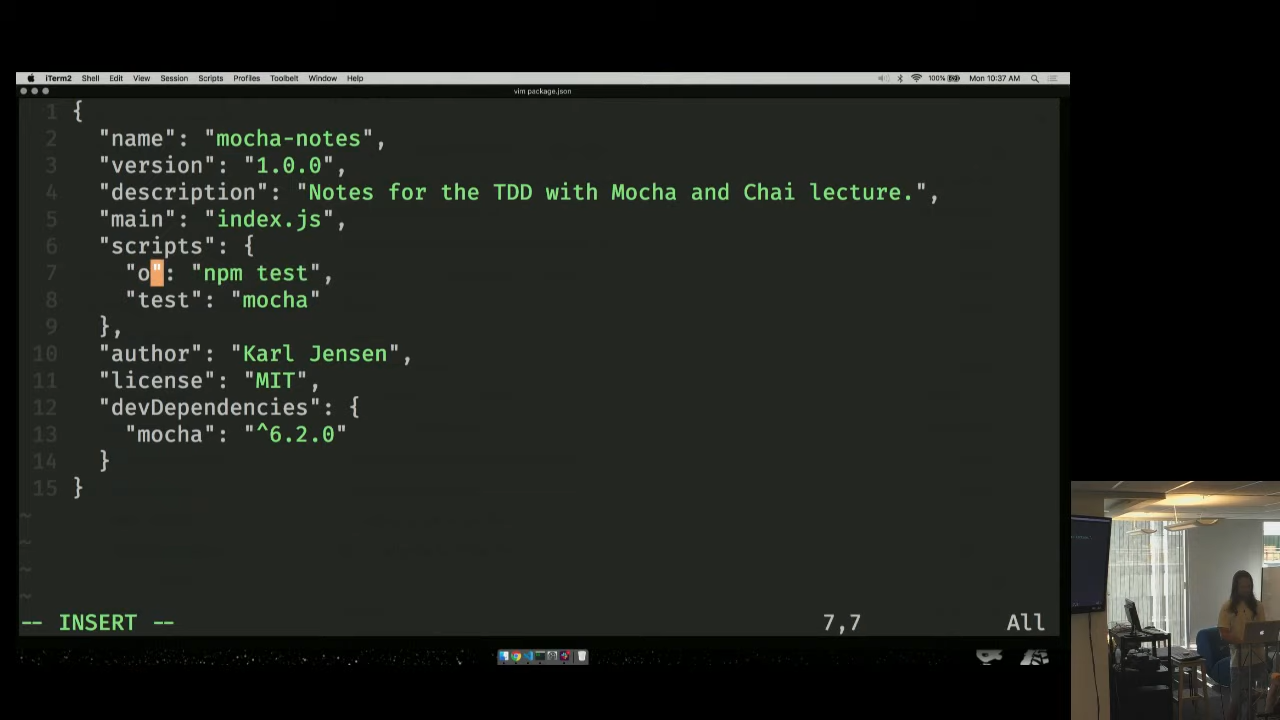 iTerm2 Shell Edit View Session Scripts Profiles Toolbelt Window Help 100% Mon 10:37 AM
vim package.json
1 {
2 "name": "mocha-notes",
3 "version": "1.0.0",
4 "description": "Notes for the TDD with Mocha and Chai lecture.",
5 "main": "index.js",
6 "scripts": {
7 "o": "npm test",
8 "test": "mocha"
9 },
10 "author": "Karl Jensen",
11 "license": "MIT",
12 "devDependencies": {
13 "mocha": "^6.2.0"
14 }
15 }
~
~
~
~
-- INSERT -- 7,7 All